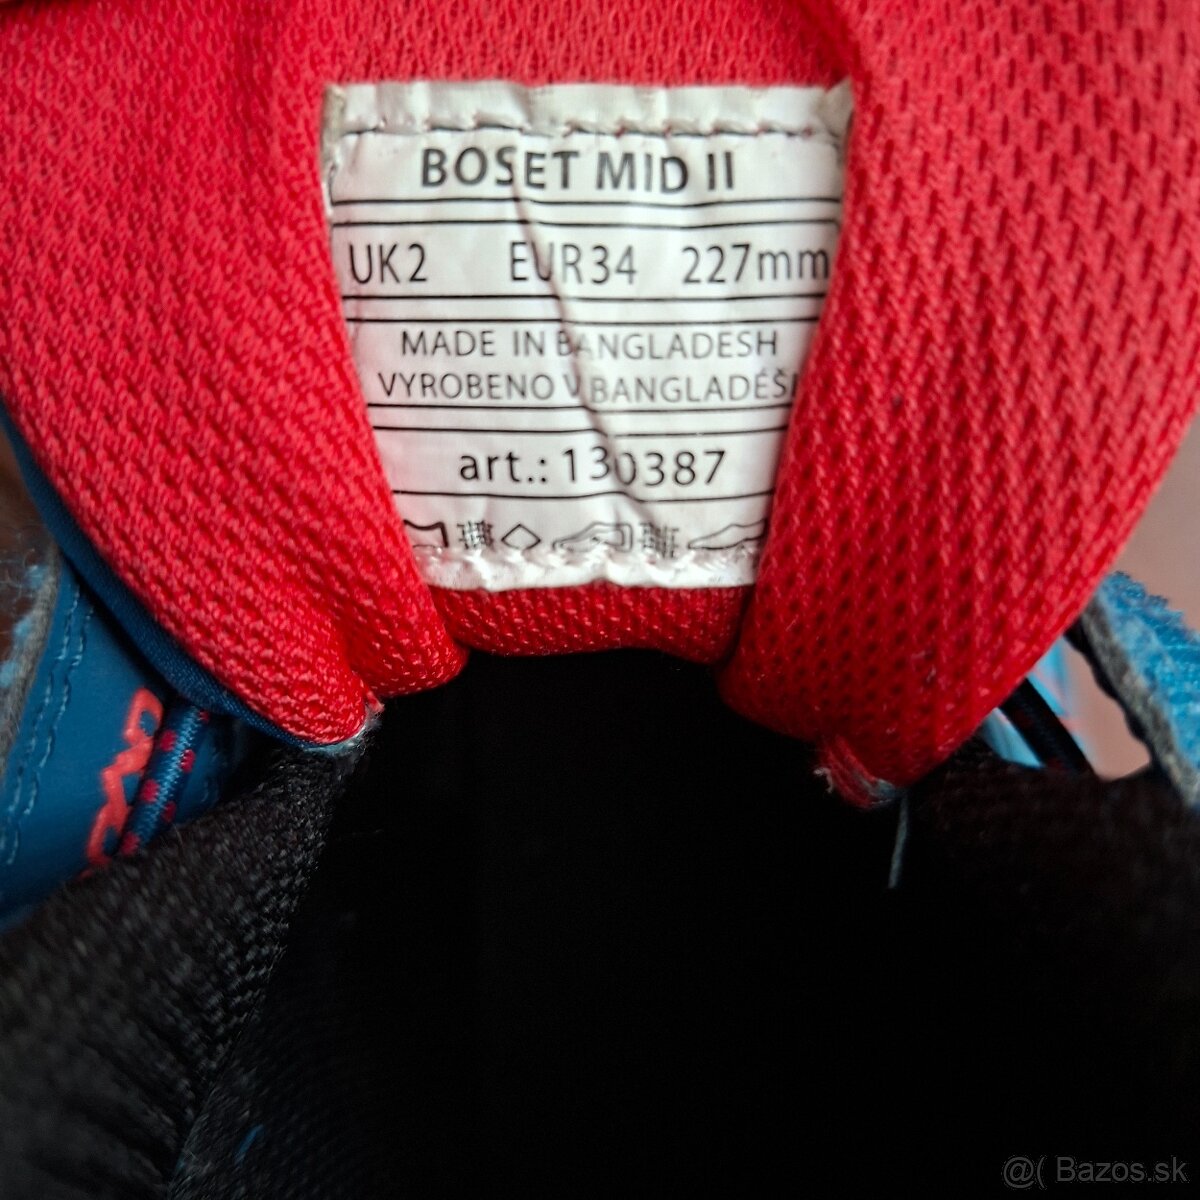 BOSET MID II
UK2 EUR34 227mm
MADE IN BANGLADESH
VYROBENO V BANGLADÉŠI
art.: 130387
@( Bazos.sk